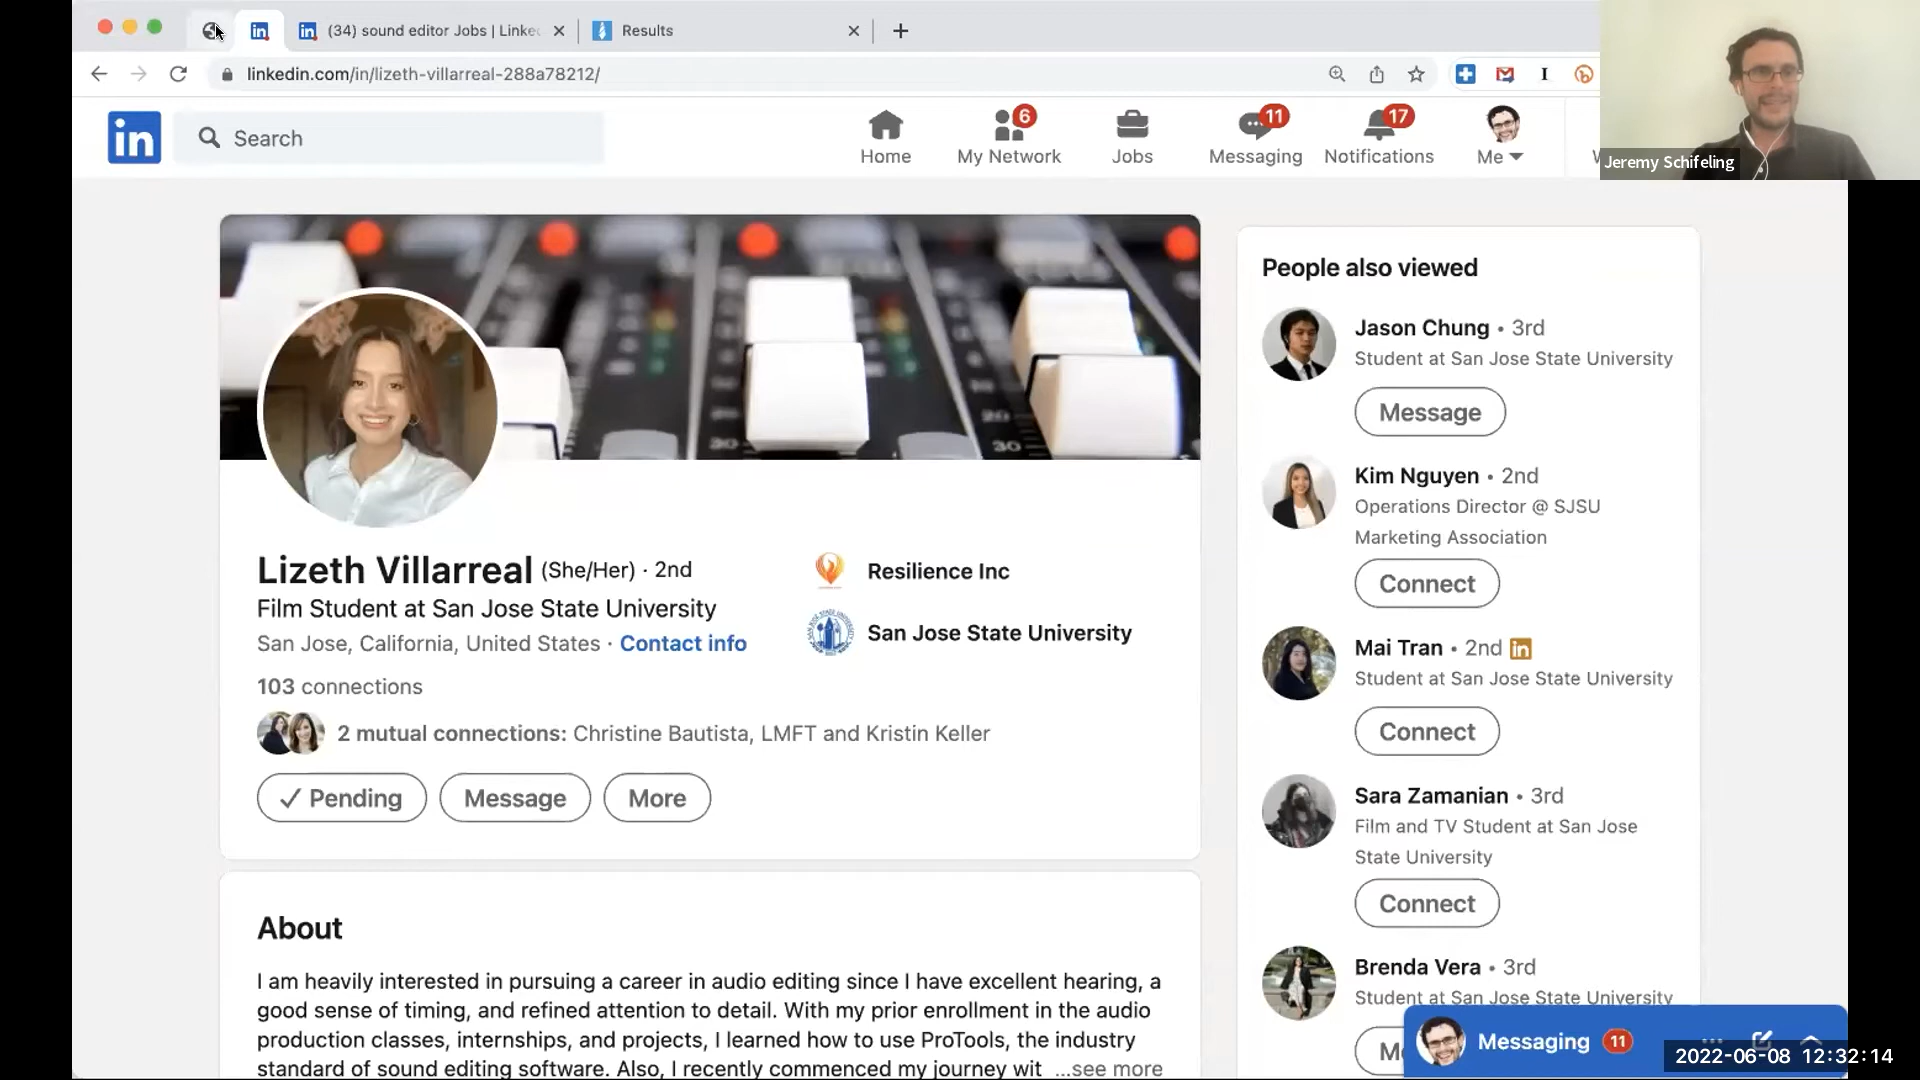 (34) sound editor Jobs | Linke
Results
linkedin.com/in/lizeth-villarreal-288a78212/
in
Search
Home
6
My Network
Jobs
11
Messaging
17
Notifications
Me
Jeremy Schifeling
People also viewed
Jason Chung • 3rd
Student at San Jose State University
Message
Kim Nguyen • 2nd
Operations Director @ SJSU
Marketing Association
Connect
Mai Tran • 2nd in
Student at San Jose State University
Connect
Sara Zamanian • 3rd
Film and TV Student at San Jose
State University
Connect
Brenda Vera • 3rd
Student at San Jose State University
30
Lizeth Villarreal (She/Her) · 2nd
Film Student at San Jose State University
San Jose, California, United States · Contact info
103 connections
2 mutual connections: Christine Bautista, LMFT and Kristin Keller
✓ Pending
Message
More
Resilience Inc
San Jose State University
About
I am heavily interested in pursuing a career in audio editing since I have excellent hearing, a
good sense of timing, and refined attention to detail. With my prior enrollment in the audio
production classes, internships, and projects, I learned how to use ProTools, the industry
standard of sound editing software. Also, I recently commenced my journey wit ...see more
Messaging 11
2022-06-08 12:32:14